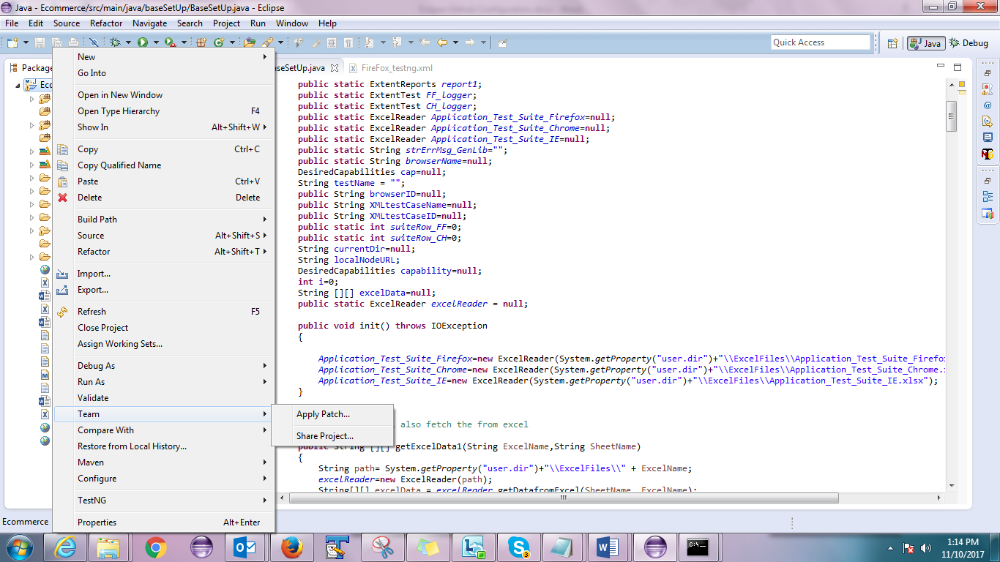 Java - Ecommerce/src/main/java/baseSetUp/BaseSetUp.java - Eclipse
File Edit Source Refactor Navigate Search Project Run Window Help
Quick Access
Java
Debug
Package
seSetUp.java
FireFox_testng.xml
Eco
New
Go Into
Open in New Window
Open Type Hierarchy F4
Show In Alt+Shift+W
Copy Ctrl+C
Copy Qualified Name
Paste Ctrl+V
Delete Delete
Build Path
Source Alt+Shift+S
Refactor Alt+Shift+T
Import...
Export...
Refresh F5
Close Project
Assign Working Sets...
Debug As
Run As
Validate
Team
Compare With
Restore from Local History...
Maven
Configure
TestNG
Properties Alt+Enter
Apply Patch...
Share Project...
public static ExtentReports report1;
public static ExtentTest FF_logger;
public static ExtentTest CH_logger;
public static ExcelReader Application_Test_Suite_Firefox=null;
public static ExcelReader Application_Test_Suite_Chrome=null;
public static ExcelReader Application_Test_Suite_IE=null;
public static String strErrMsg_GenLib="";
public static String browserName=null;
DesiredCapabilities cap=null;
String testName = "";
public String browserID=null;
public String XMLtestCaseName=null;
public String XMLtestCaseID=null;
public static int suiteRow_FF=0;
public static int suiteRow_CH=0;
String currentDir=null;
String localNodeURL;
DesiredCapabilities capability=null;
int i=0;
String [][] excelData=null;
public static ExcelReader excelReader = null;
public void init() throws IOException
{
Application_Test_Suite_Firefox=new ExcelReader(System.getProperty("user.dir")+"\\ExcelFiles\\Application_Test_Suite_Firefo
Application_Test_Suite_Chrome=new ExcelReader(System.getProperty("user.dir")+"\\ExcelFiles\\Application_Test_Suite_Chrome.
Application_Test_Suite_IE=new ExcelReader(System.getProperty("user.dir")+"\\ExcelFiles\\Application_Test_Suite_IE.xlsx");
}
also fetch the from excel
public String [][] getExcelData1(String ExcelName,String SheetName)
{
String path= System.getProperty("user.dir")+"\\ExcelFiles\\" + ExcelName;
excelReader=new ExcelReader(path);
String[][] excelData = excelReader.getDatafromExcel(SheetName, ExcelName);
Ecommerce
C:\.
3
1:14 PM
11/10/2017